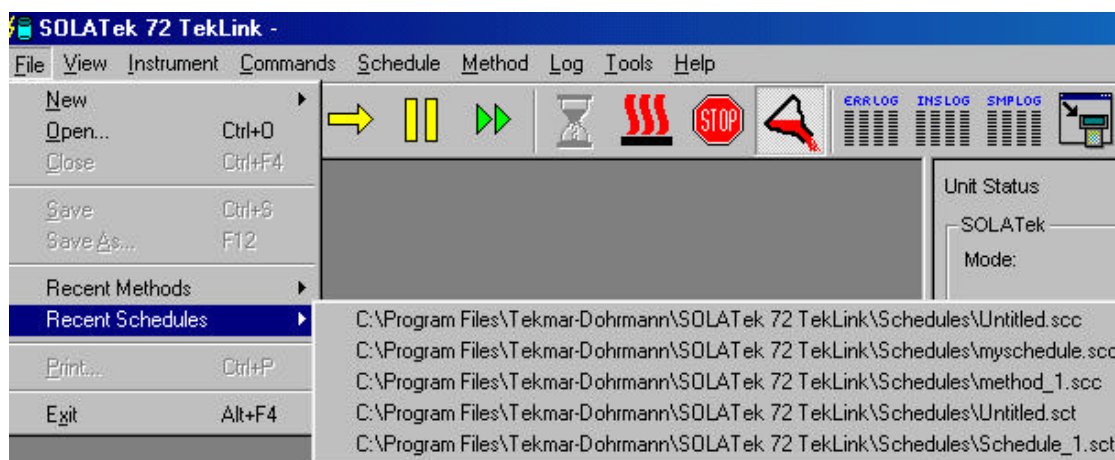 SOLATek 72 TekLink -
File View Instrument Commands Schedule Method Log Tools Help
New
Open... Ctrl+O
Close Ctrl+F4
Save Ctrl+S
Save As... F12
Recent Methods
Recent Schedules
Print... Ctrl+P
Exit Alt+F4
STOP
ERRLOG INSLOG SMPLOG
Unit Status
SOLATek
Mode:
C:\Program Files\Tekmar-Dohrmann\SOLATek 72 TekLink\Schedules\Untitled.scc
C:\Program Files\Tekmar-Dohrmann\SOLATek 72 TekLink\Schedules\myschedule.scc
C:\Program Files\Tekmar-Dohrmann\SOLATek 72 TekLink\Schedules\method_1.scc
C:\Program Files\Tekmar-Dohrmann\SOLATek 72 TekLink\Schedules\Untitled.sct
C:\Program Files\Tekmar-Dohrmann\SOLATek 72 TekLink\Schedules\Schedule_1.sct